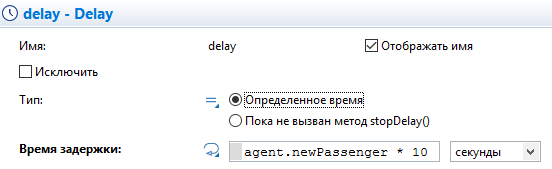 delay - Delay
Имя: delay Отображать имя
Исключить
Тип: Определенное время
Пока не вызван метод stopDelay()
Время задержки: agent.newPassenger * 10 секунды